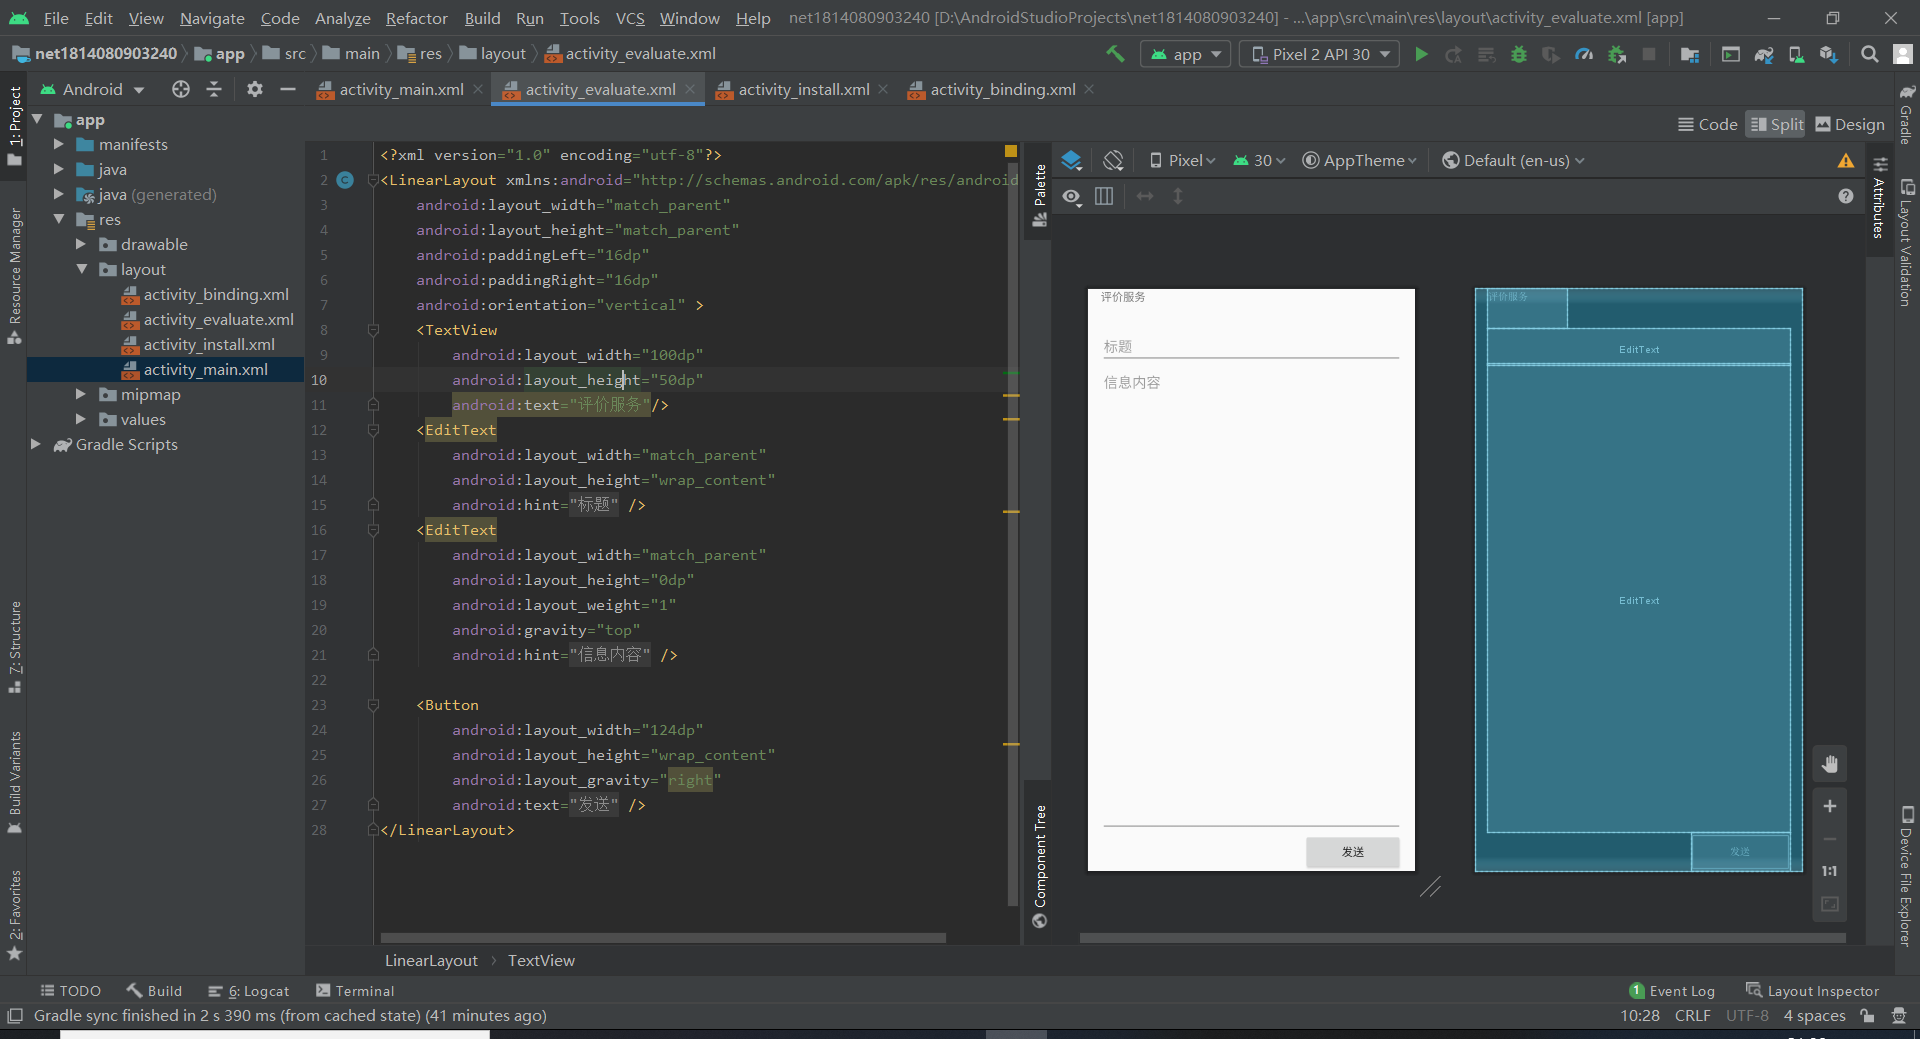 File Edit View Navigate Code Analyze Refactor Build Run Tools VCS Window Help net1814080903240 [D:\AndroidStudioProjects\net1814080903240] - ...\app\src\main\res\layout\activity_evaluate.xml [app]
net1814080903240 app src main res layout activity_evaluate.xml app Pixel 2 API 30
Android activity_main.xml activity_evaluate.xml activity_install.xml activity_binding.xml
Code Split Design
1: Project
Resource Manager
Z: Structure
Build Variants
2: Favorites
app
manifests
java
java (generated)
res
drawable
layout
activity_binding.xml
activity_evaluate.xml
activity_install.xml
activity_main.xml
mipmap
values
Gradle Scripts
1 <?xml version="1.0" encoding="utf-8"?>
2 <LinearLayout xmlns:android="http://schemas.android.com/apk/res/android
3 android:layout_width="match_parent"
4 android:layout_height="match_parent"
5 android:paddingLeft="16dp"
6 android:paddingRight="16dp"
7 android:orientation="vertical" >
8 <TextView
9 android:layout_width="100dp"
10 android:layout_height="50dp"
11 android:text="评价服务"/>
12 <EditText
13 android:layout_width="match_parent"
14 android:layout_height="wrap_content"
15 android:hint="标题" />
16 <EditText
17 android:layout_width="match_parent"
18 android:layout_height="0dp"
19 android:layout_weight="1"
20 android:gravity="top"
21 android:hint="信息内容" />
22
23 <Button
24 android:layout_width="124dp"
25 android:layout_height="wrap_content"
26 android:layout_gravity="right"
27 android:text="发送" />
28 </LinearLayout>
LinearLayout TextView
Palette
Component Tree
Pixel 30 AppTheme Default (en-us)
评价服务
标题
信息内容
发送
评价服务
EditText
EditText
发送
1:1
Attributes
Gradle
Layout Validation
Device File Explorer
TODO Build 6: Logcat Terminal 1 Event Log Layout Inspector
Gradle sync finished in 2 s 390 ms (from cached state) (41 minutes ago) 10:28 CRLF UTF-8 4 spaces